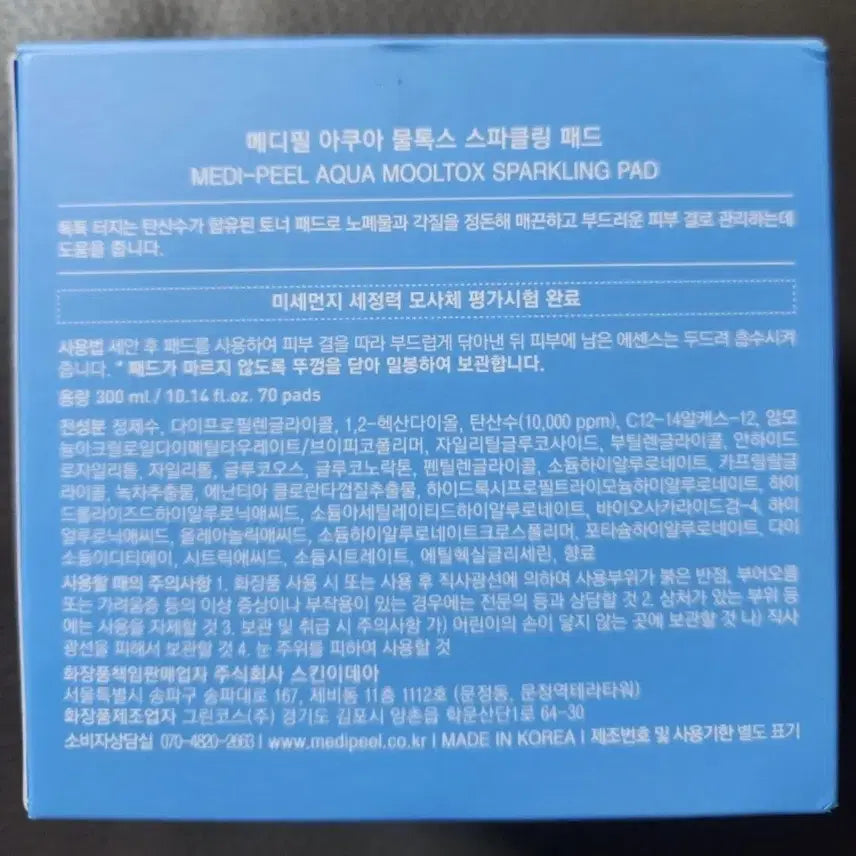 메디필 아쿠아 물톡스 스파클링 패드
MEDI-PEEL AQUA MOOLTOX SPARKLING PAD
톡톡 터지는 탄산수가 함유된 토너 패드로 노폐물과 각질을 정돈해 매끈하고 부드러운 피부 결로 관리하는데
도움을 줍니다.
미세먼지 세정력 모사체 평가시험 완료
사용법 세안 후 패드를 사용하여 피부 결을 따라 부드럽게 닦아낸 뒤 피부에 남은 에센스는 두드려 흡수시켜
줍니다. * 패드가 마르지 않도록 뚜껑을 닫아 밀봉하여 보관합니다.
용량 300 ml / 10.14 fl.oz. 70 pads
전성분 정제수, 다이프로필렌글라이콜, 1,2-헥산다이올, 탄산수(10,000 ppm), C12-14알케스-12, 암모
늄아크릴로일다이메틸타우레이트/브이피코폴리머, 자일리틸글루코사이드, 부틸렌글라이콜, 안하이드
로자일리톨, 자일리톨, 글루코오스, 글루코노락톤, 펜틸렌글라이콜, 소듐하이알루로네이트, 카프릴릴글
라이콜, 녹차추출물, 에난티아 클로란타껍질추출물, 하이드록시프로필트라이모늄하이알루로네이트, 하이
드롤라이즈드하이알루로닉애씨드, 소듐아세틸레이티드하이알루로네이트, 바이오사카라이드검-4, 하이
알루로닉애씨드, 올레아놀릭애씨드, 소듐하이알루로네이트크로스폴리머, 포타슘하이알루로네이트, 다이
소듐이디티에이, 시트릭애씨드, 소듐시트레이트, 에틸헥실글리세린, 향료
사용할 때의 주의사항 1. 화장품 사용 시 또는 사용 후 직사광선에 의하여 사용부위가 붉은 반점, 부어오름
또는 가려움증 등의 이상 증상이나 부작용이 있는 경우에는 전문의 등과 상담할 것 2. 상처가 있는 부위 등
에는 사용을 자제할 것 3. 보관 및 취급 시 주의사항 가) 어린이의 손이 닿지 않는 곳에 보관할 것 나) 직사
광선을 피해서 보관할 것 4. 눈 주위를 피하여 사용할 것
화장품책임판매업자 주식회사 스킨이데아
서울특별시 송파구 송파대로 167, 제비동 11층 1112호 (문정동, 문정역테라타워)
화장품제조업자 그린코스(주) 경기도 김포시 양촌읍 학운산단1로 64-30
소비자상담실 070-4820-2663 | www.medipeel.co.kr | MADE IN KOREA | 제조번호 및 사용기한 별도 표기